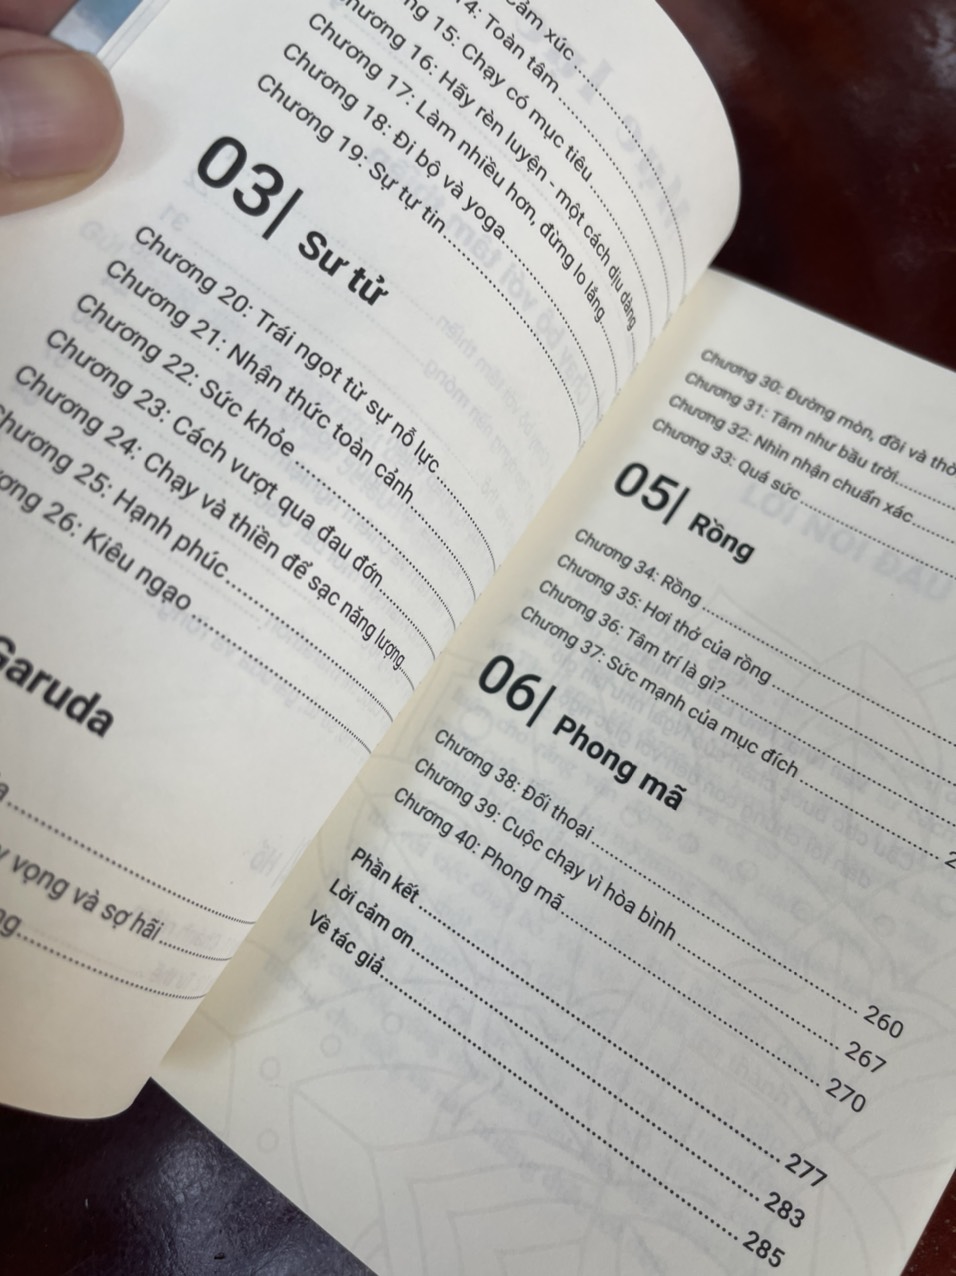 Cảm xúc
14: Toàn tâm
15: Chạy có mục tiêu
Chương 16: Hãy rèn luyện - một cách dịu dàng
Chương 17: Làm nhiều hơn, đừng lo lắng
Chương 18: Đi bộ và yoga
Chương 19: Sự tự tin
03| Sư tử
Chương 20: Trái ngọt từ sự nỗ lực
Chương 21: Nhận thức toàn cảnh
Chương 22: Sức khỏe
Chương 23: Cách vượt qua đau đớn
Chương 24: Chạy và thiền để sạc năng lượng
Chương 25: Hạnh phúc
26: Kiêu ngạo
Garuda
vọng và sợ hãi
Chương 30: Đường mòn, đồi và
Chương 31: Tâm như bầu trời
Chương 32: Nhìn nhận chuẩn xác
Chương 33: Quá sức
05| Rồng
Chương 34: Rồng
Chương 35: Hơi thở của rồng
Chương 36: Tâm trí là gì?
Chương 37: Sức mạnh của mục đích
06| Phong mã
Chương 38: Đối thoại 260
Chương 39: Cuộc chạy vì hòa bình 267
Chương 40: Phong mã 270
Phần kết 277
Lời cảm ơn 283
Về tác giả 285